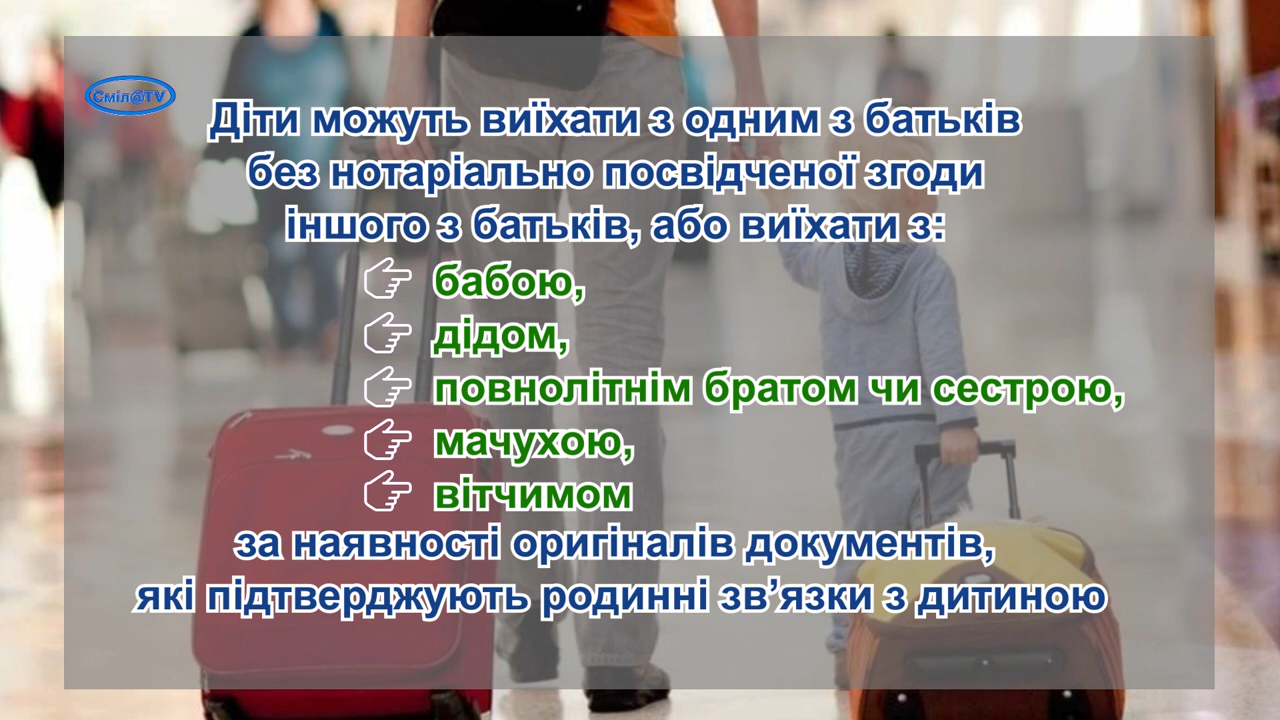 Сміл@TV
Діти можуть виїхати з одним з батьків
без нотаріально посвідченої згоди
іншого з батьків, або виїхати з:
бабою,
дідом,
повнолітнім братом чи сестрою,
мачухою,
вітчимом
за наявності оригіналів документів,
які підтверджують родинні зв’язки з дитиною